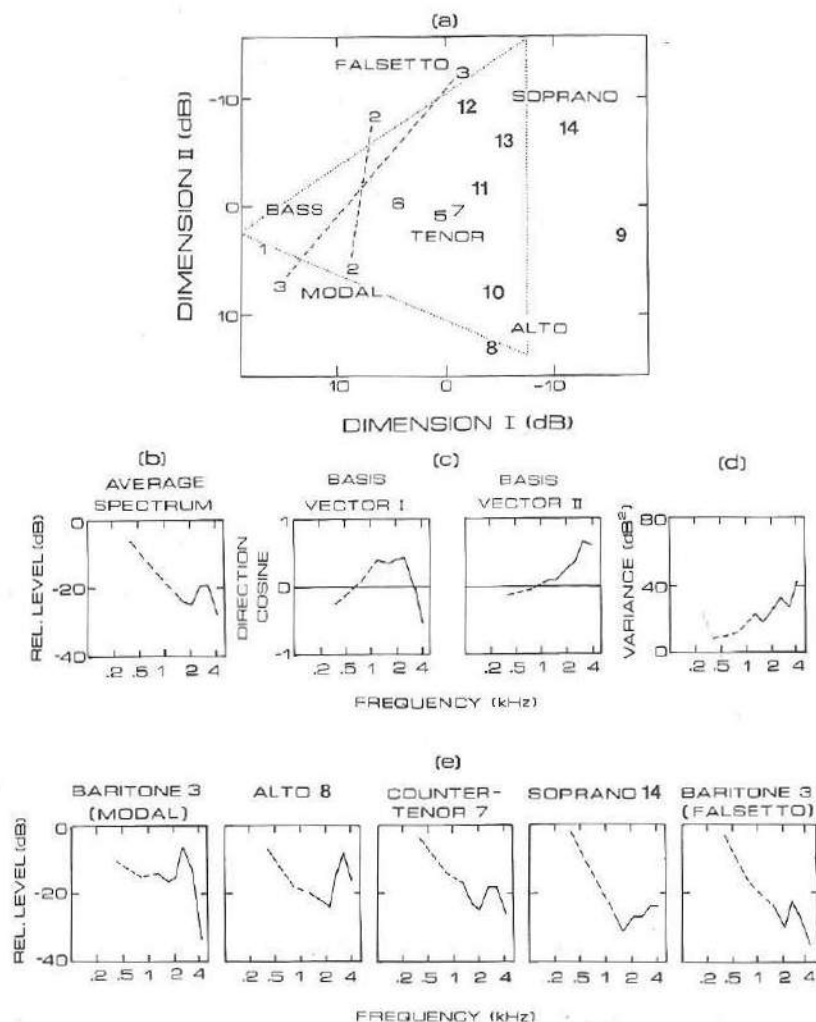 (a)
FALSETTO
3
SOPRANO
12
14
2
13
11
6
5 7
BASS
TENOR
9
1
2
3
MODAL
10
ALTO
8
-10
0
10
DIMENSION II (dB)
10 0 -10
DIMENSION I (dB)
(b) (c) (d)
AVERAGE SPECTRUM
BASIS VECTOR I
BASIS VECTOR II
0
-20
-40
REL. LEVEL (dB)
1
0
-1
DIRECTION COSINE
80
40
0
VARIANCE (dB²)
.2 .5 1 2 4
.2 .5 1 2 4
.2 .5 1 2 4
.2 .5 1 2 4
FREQUENCY (kHz)
(e)
BARITONE 3 (MODAL)
ALTO 8
COUNTER-TENOR 7
SOPRANO 14
BARITONE 3 (FALSETTO)
0
-20
-40
REL. LEVEL (dB)
.2 .5 1 2 4
.2 .5 1 2 4
.2 .5 1 2 4
.2 .5 1 2 4
.2 .5 1 2 4
FREQUENCY (kHz)